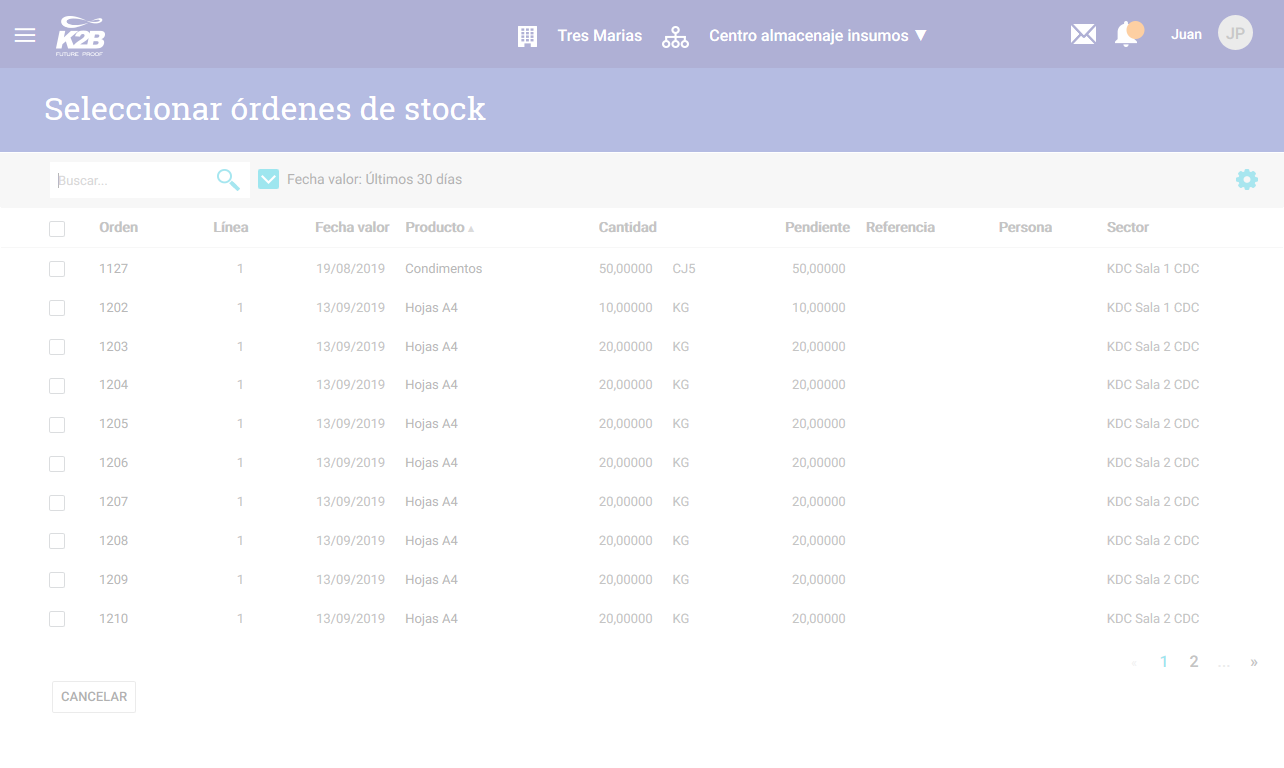 K2B
FUTURE PROOF
Tres Marias
Centro almacenaje insumos ▼
Juan
JP
Seleccionar órdenes de stock
Buscar...
Fecha valor: Últimos 30 días
Orden Línea Fecha valor Producto ▲ Cantidad Pendiente Referencia Persona Sector
1127 1 19/08/2019 Condimentos 50,00000 CJ5 50,00000 KDC Sala 1 CDC
1202 1 13/09/2019 Hojas A4 10,00000 KG 10,00000 KDC Sala 1 CDC
1203 1 13/09/2019 Hojas A4 20,00000 KG 20,00000 KDC Sala 2 CDC
1204 1 13/09/2019 Hojas A4 20,00000 KG 20,00000 KDC Sala 2 CDC
1205 1 13/09/2019 Hojas A4 20,00000 KG 20,00000 KDC Sala 2 CDC
1206 1 13/09/2019 Hojas A4 20,00000 KG 20,00000 KDC Sala 2 CDC
1207 1 13/09/2019 Hojas A4 20,00000 KG 20,00000 KDC Sala 2 CDC
1208 1 13/09/2019 Hojas A4 20,00000 KG 20,00000 KDC Sala 2 CDC
1209 1 13/09/2019 Hojas A4 20,00000 KG 20,00000 KDC Sala 2 CDC
1210 1 13/09/2019 Hojas A4 20,00000 KG 20,00000 KDC Sala 2 CDC
« 1 2 ... »
CANCELAR